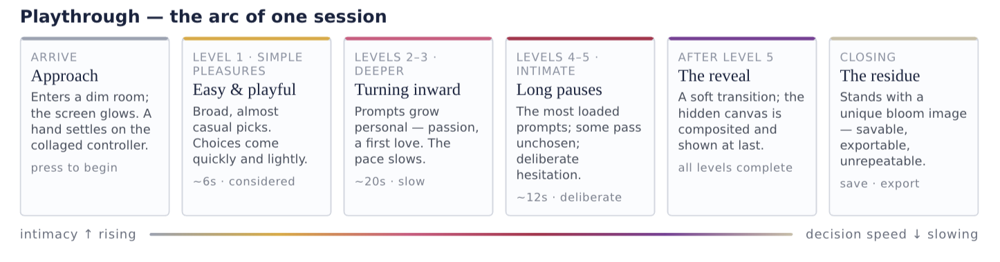 Playthrough — the arc of one session
ARRIVE
Approach
Enters a dim room;
the screen glows. A
hand settles on the
collaged controller.
press to begin
LEVEL 1 · SIMPLE
PLEASURES
Easy & playful
Broad, almost
casual picks.
Choices come
quickly and lightly.
~6s · considered
LEVELS 2–3 ·
DEEPER
Turning inward
Prompts grow
personal — passion,
a first love. The
pace slows.
~20s · slow
LEVELS 4–5 ·
INTIMATE
Long pauses
The most loaded
prompts; some pass
unchosen;
deliberate
hesitation.
~12s · deliberate
AFTER LEVEL 5
The reveal
A soft transition; the
hidden canvas is
composited and
shown at last.
all levels complete
CLOSING
The residue
Stands with a
unique bloom image
— savable,
exportable,
unrepeatable.
save · export
intimacy ↑ rising
decision speed ↓ slowing